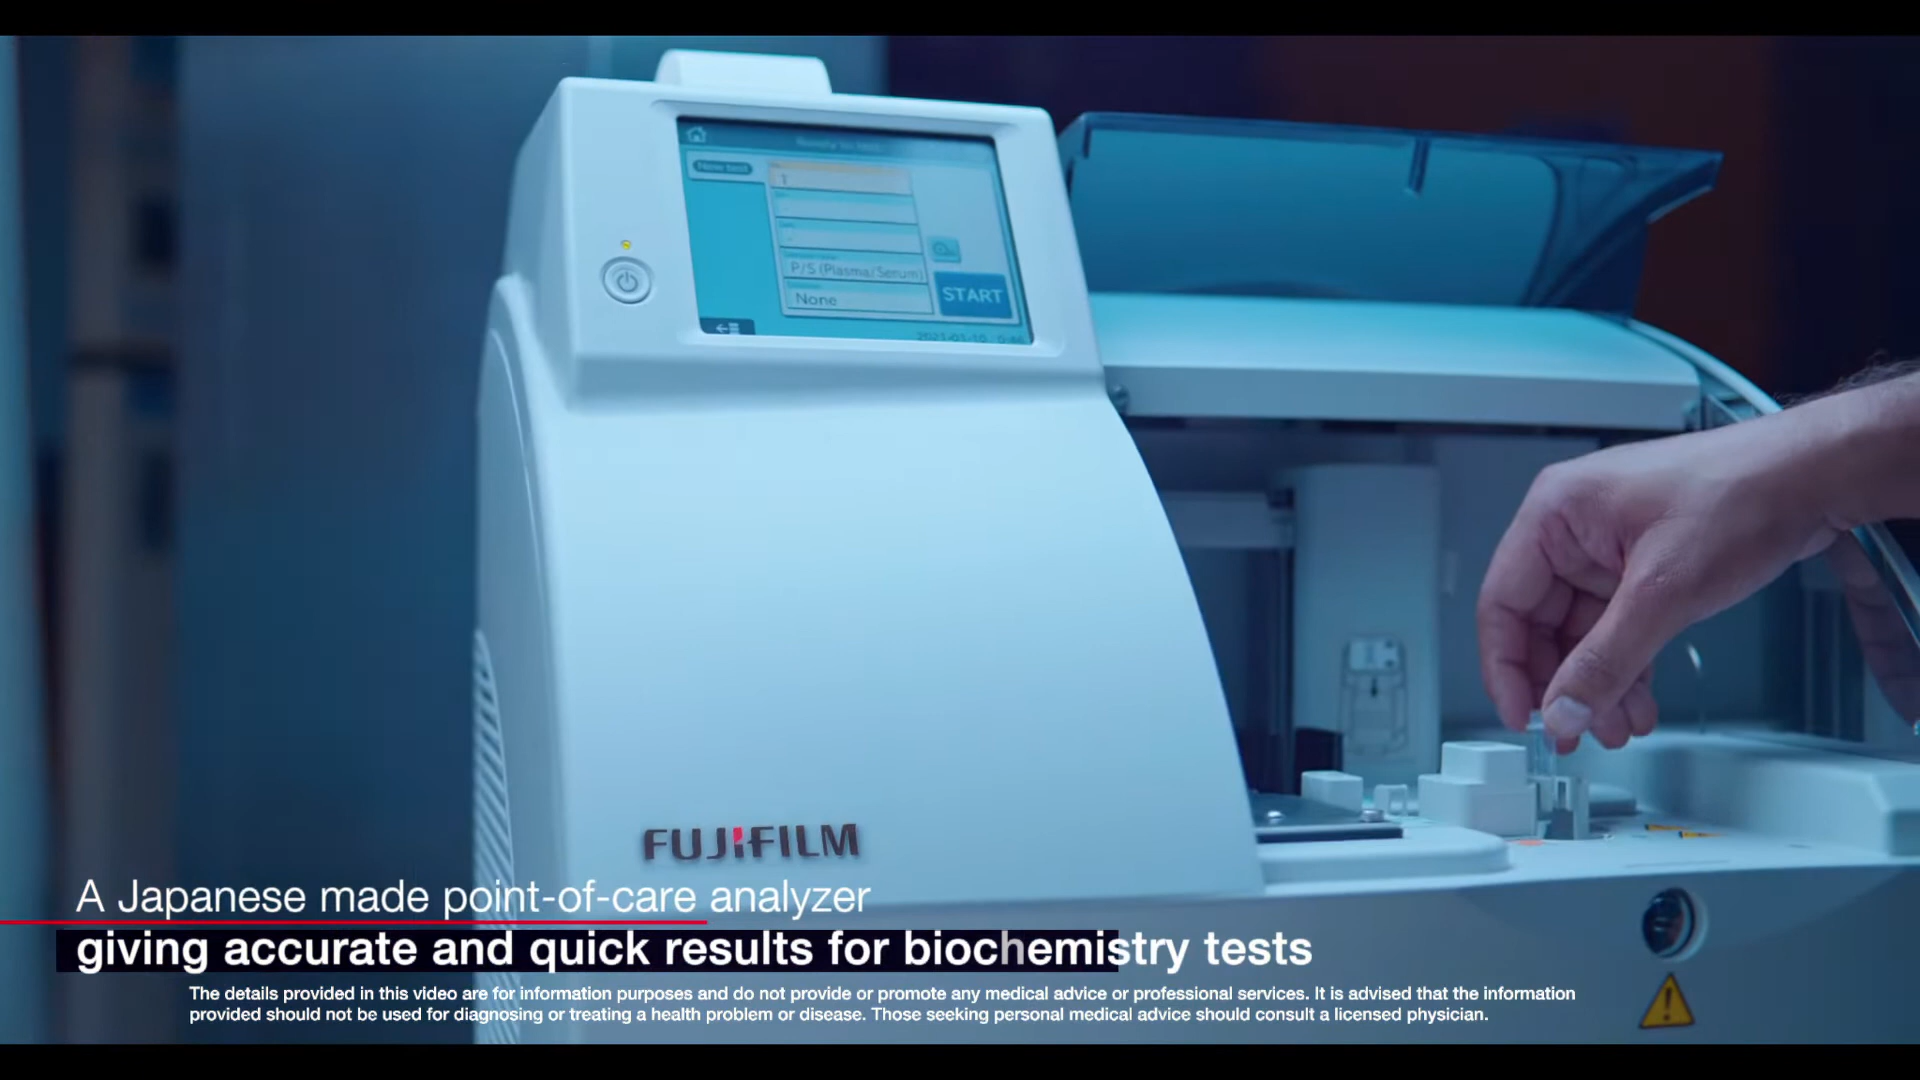 New test
1
P/S (Plasma/Serum)
None
START
FUJIFILM
A Japanese made point-of-care analyzer
giving accurate and quick results for biochemistry tests
The details provided in this video are for information purposes and do not provide or promote any medical advice or professional services. It is advised that the information
provided should not be used for diagnosing or treating a health problem or disease. Those seeking personal medical advice should consult a licensed physician.